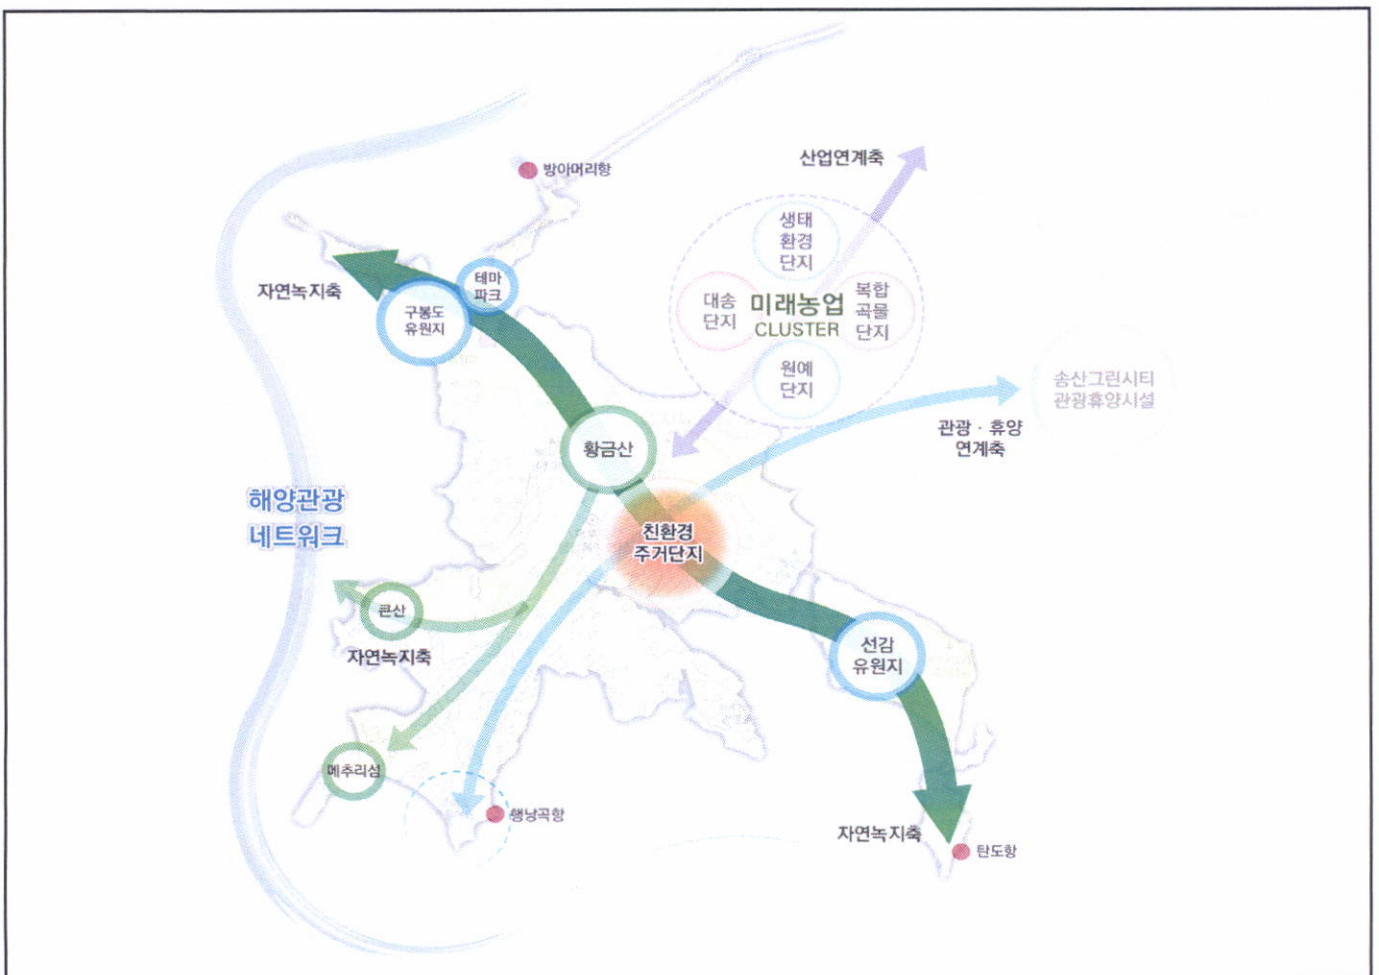 방아머리항
산업연계축
생태
환경
단지
자연녹지축
테마
파크
구봉도
유원지
대송
단지
미래농업
CLUSTER
복합
곡물
단지
원예
단지
송산그린시티
관광휴양시설
관광 · 휴양
연계축
황금산
해양관광
네트워크
친환경
주거단지
큰산
자연녹지축
선감
유원지
메추리섬
행낭곡항
자연녹지축
탄도항